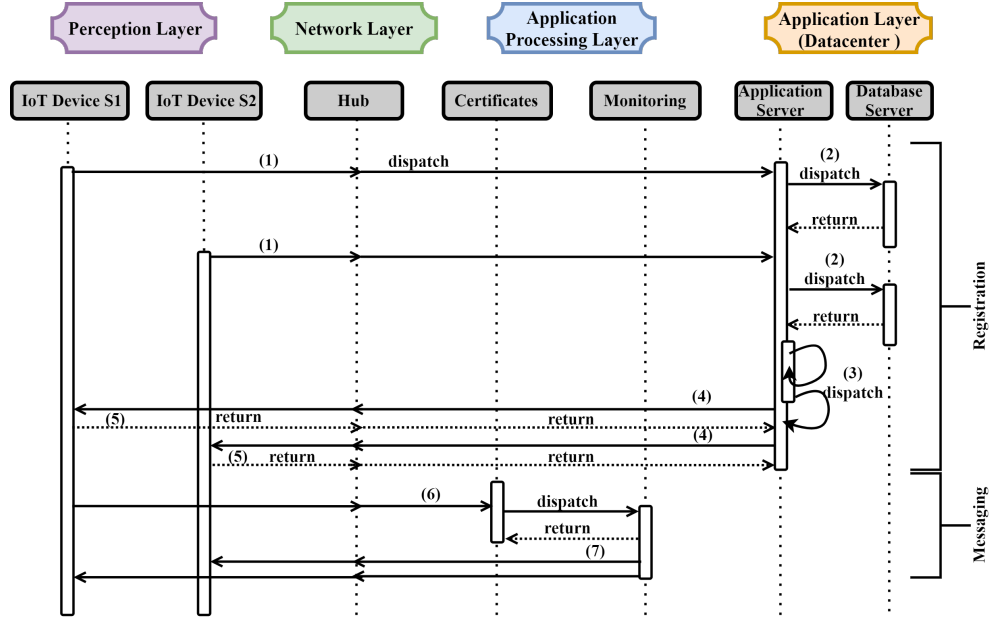 Perception Layer
Network Layer
Application
Processing Layer
Application Layer
(Datacenter )
IoT Device S1
IoT Device S2
Hub
Certificates
Monitoring
Application
Server
Database
Server
(1)
dispatch
(2)
dispatch
return
(1)
(2)
dispatch
return
(3)
dispatch
(4)
(5)
return
return
(4)
(5)
return
return
Registration
(6)
dispatch
return
(7)
Messaging